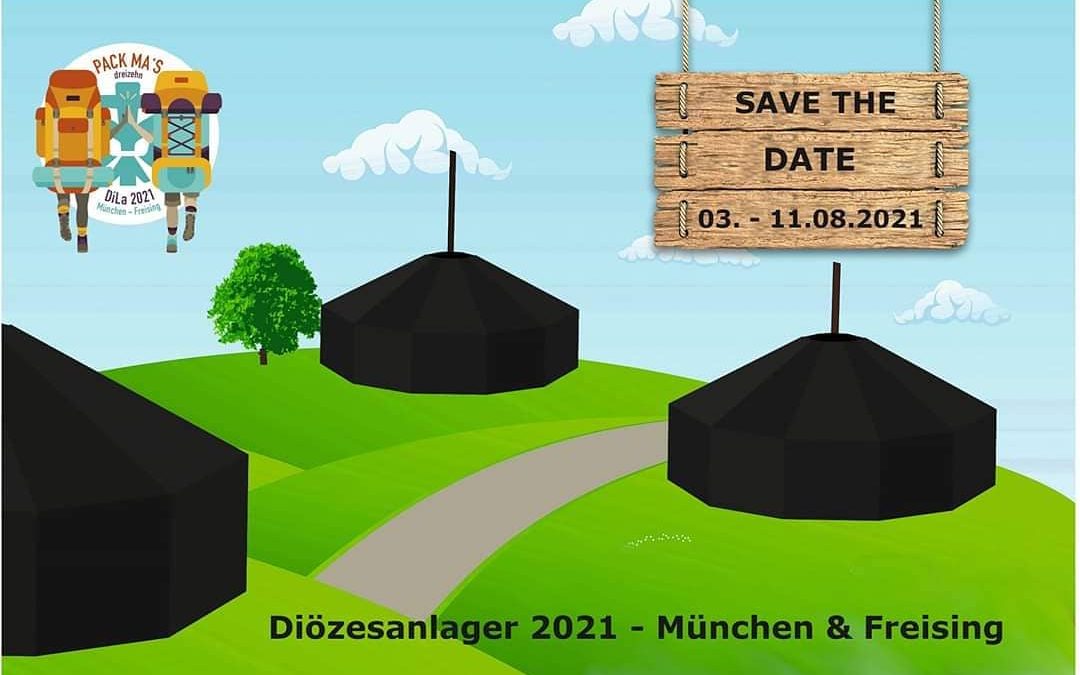 PACK MA'S
dreizehn
DiLa 2021
München - Freising
SAVE THE
DATE
03. - 11.08.2021
Diözesanlager 2021 - München & Freising